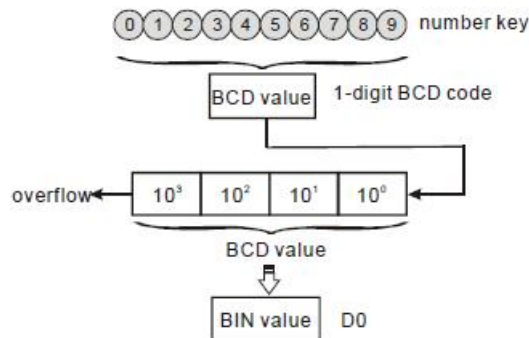 0 1 2 3 4 5 6 7 8 9 number key
BCD value 1-digit BCD code
overflow 10³ 10² 10¹ 10⁰
BCD value
BIN value D0